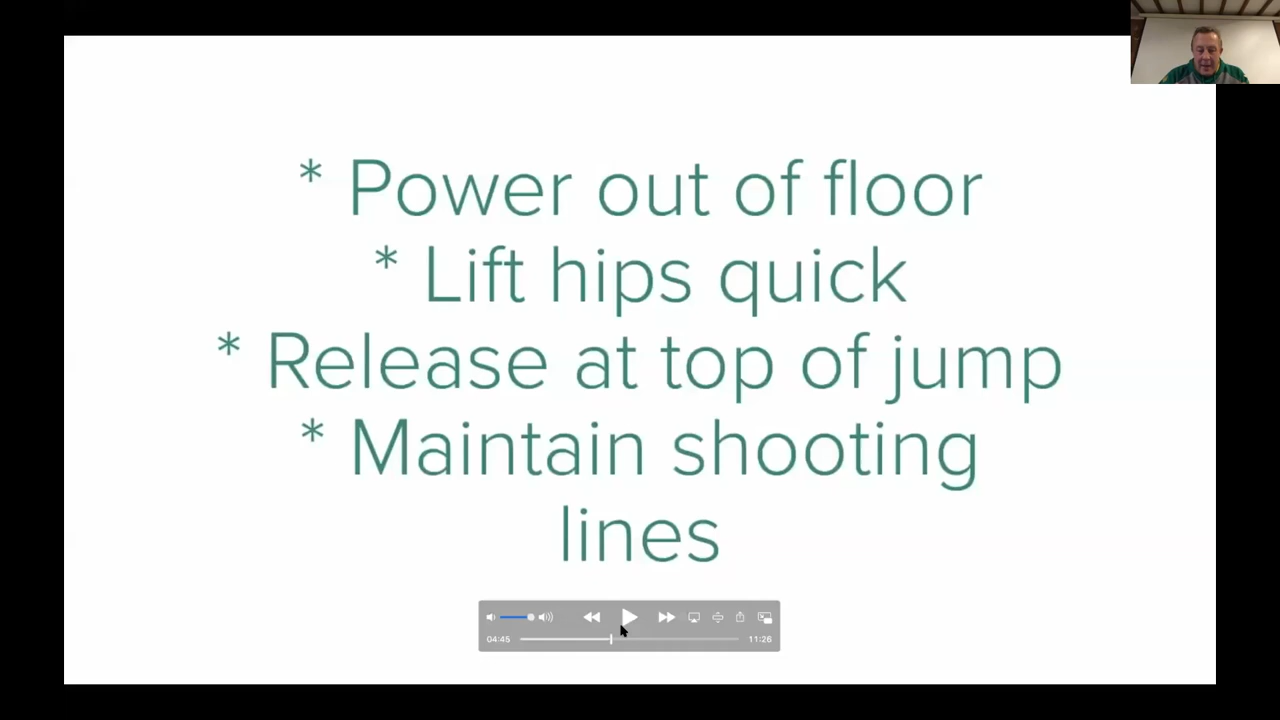 * Power out of floor
* Lift hips quick
* Release at top of jump
* Maintain shooting
lines
04:45
11:26